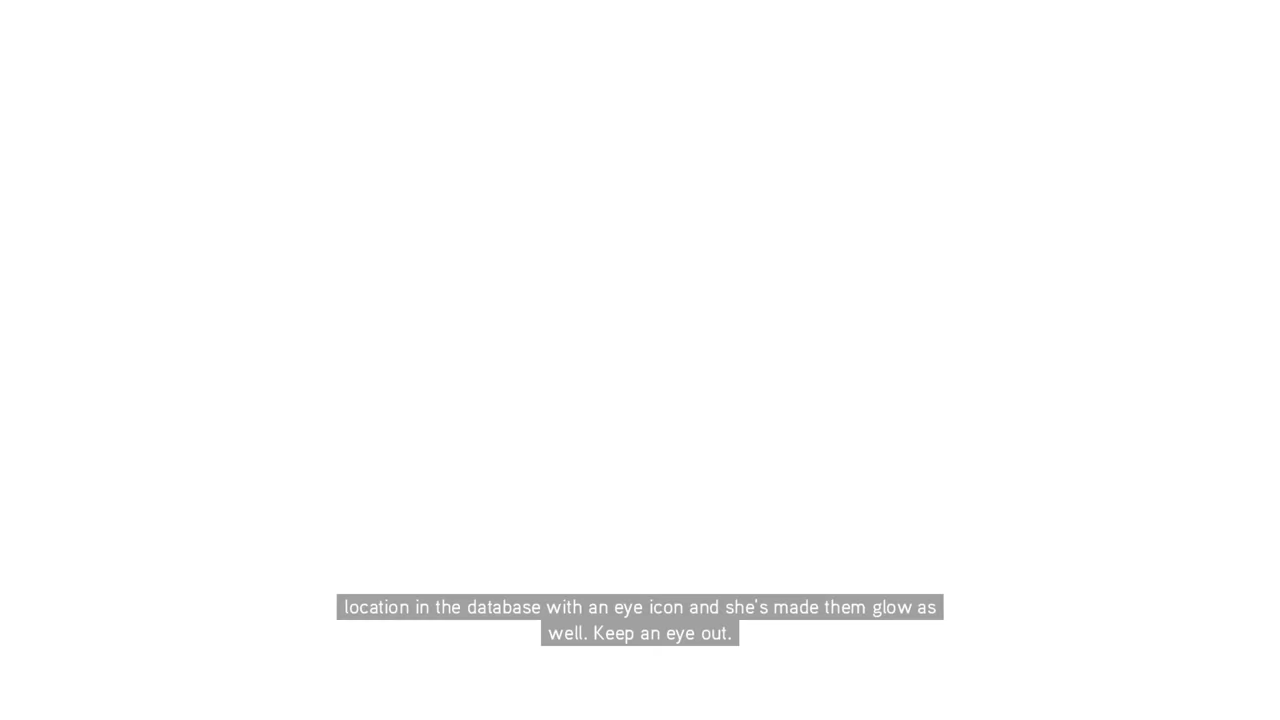 location in the database with an eye icon and she's made them glow as
well. Keep an eye out.